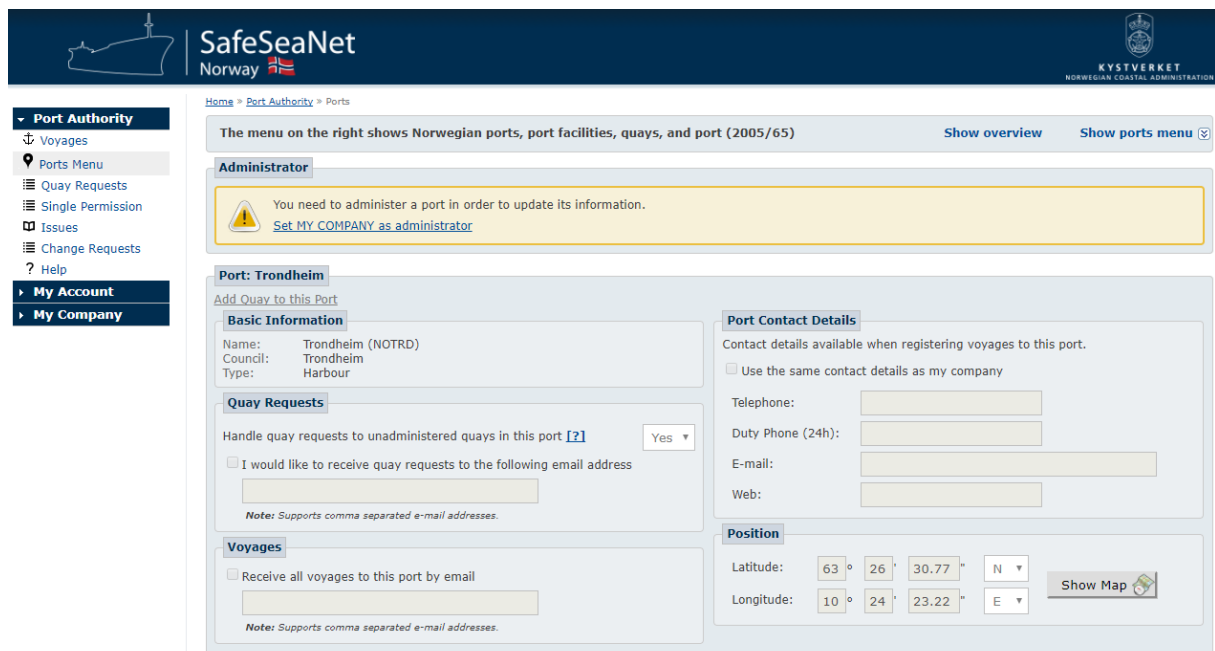 SafeSeaNet
Norway
KYSTVERKET
NORWEGIAN COASTAL ADMINISTRATION
Home » Port Authority » Ports
Port Authority
Voyages
Ports Menu
Quay Requests
Single Permission
Issues
Change Requests
? Help
My Account
My Company
The menu on the right shows Norwegian ports, port facilities, quays, and port (2005/65) Show overview Show ports menu
Administrator
You need to administer a port in order to update its information.
Set MY COMPANY as administrator
Port: Trondheim
Add Quay to this Port
Basic Information
Name: Trondheim (NOTRD)
Council: Trondheim
Type: Harbour
Quay Requests
Handle quay requests to unadministered quays in this port [?] Yes
I would like to receive quay requests to the following email address
Note: Supports comma separated e-mail addresses.
Voyages
Receive all voyages to this port by email
Note: Supports comma separated e-mail addresses.
Port Contact Details
Contact details available when registering voyages to this port.
Use the same contact details as my company
Telephone:
Duty Phone (24h):
E-mail:
Web:
Position
Latitude: 63 º 26 ' 30.77 " N
Longitude: 10 º 24 ' 23.22 " E
Show Map